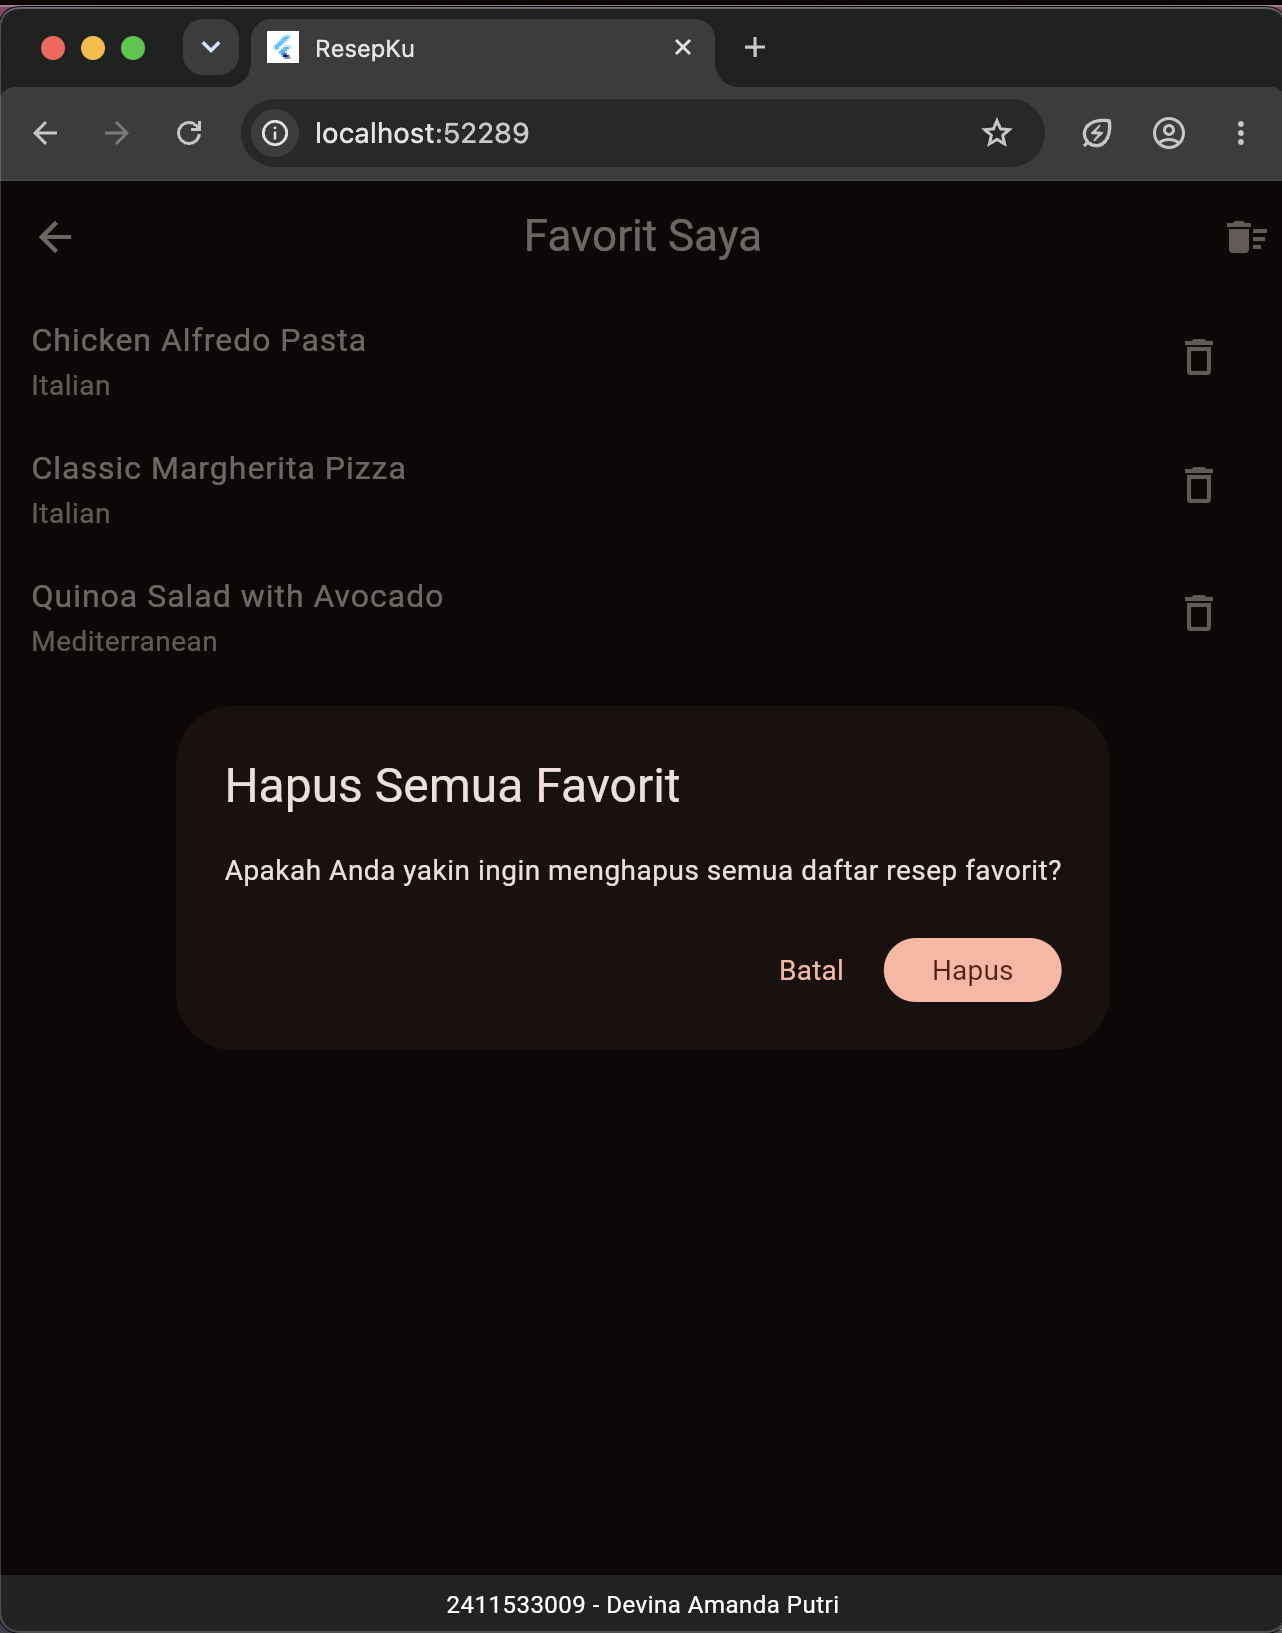 ResepKu
localhost:52289
Favorit Saya
Chicken Alfredo Pasta
Italian
Classic Margherita Pizza
Italian
Quinoa Salad with Avocado
Mediterranean
Hapus Semua Favorit
Apakah Anda yakin ingin menghapus semua daftar resep favorit?
Batal Hapus
2411533009 - Devina Amanda Putri